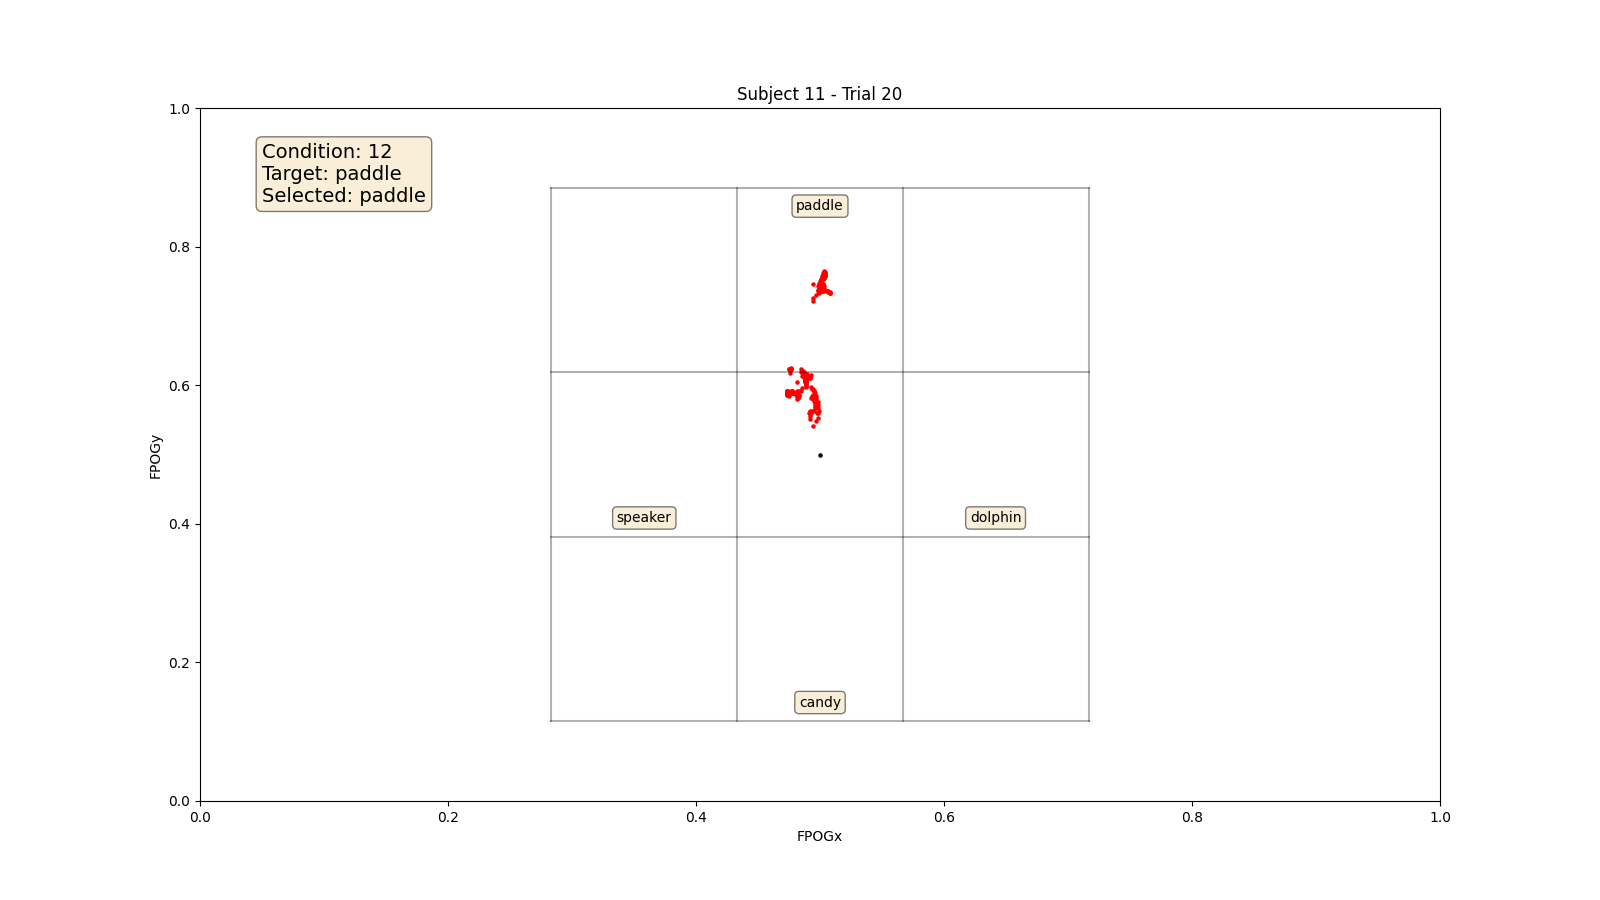 Subject 11 - Trial 20
1.0
Condition: 12
Target: paddle
Selected: paddle
paddle
0.8
0.6
FPOGy
speaker
dolphin
0.4
0.2
candy
0.0
0.0 0.2 0.4 0.6 0.8 1.0
FPOGx